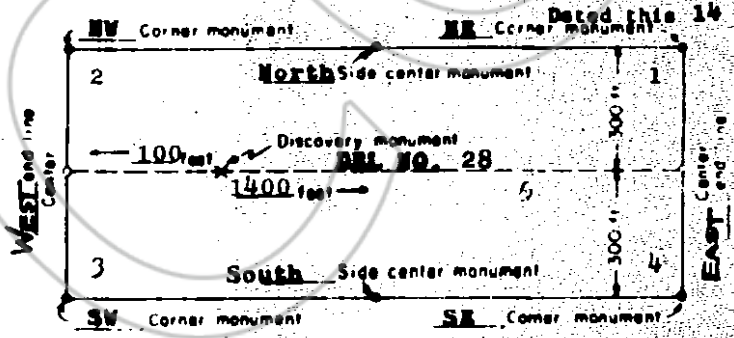 Dated this 14
NW Corner monument NE Corner monument
2 North Side center monument 1
300 ft
100 feet Discovery monument
DRL NO. 28
1400 feet
WEST end line Center
EAST Center end line
300 ft
3 South Side center monument 4
SW Corner monument SE Corner monument